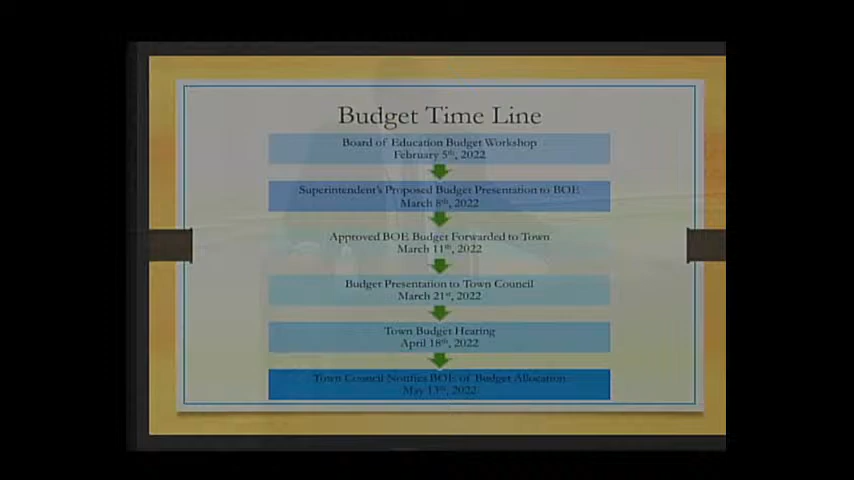 Budget Time Line
Board of Education Budget Workshop
February 5th, 2022
Superintendent's Proposed Budget Presentation to BOE
March 8th, 2022
Approved BOE Budget Forwarded to Town
March 11th, 2022
Budget Presentation to Town Council
March 21st, 2022
Town Budget Hearing
April 18th, 2022
Town Council Notifies BOE of Budget Allocation
May 13th, 2022